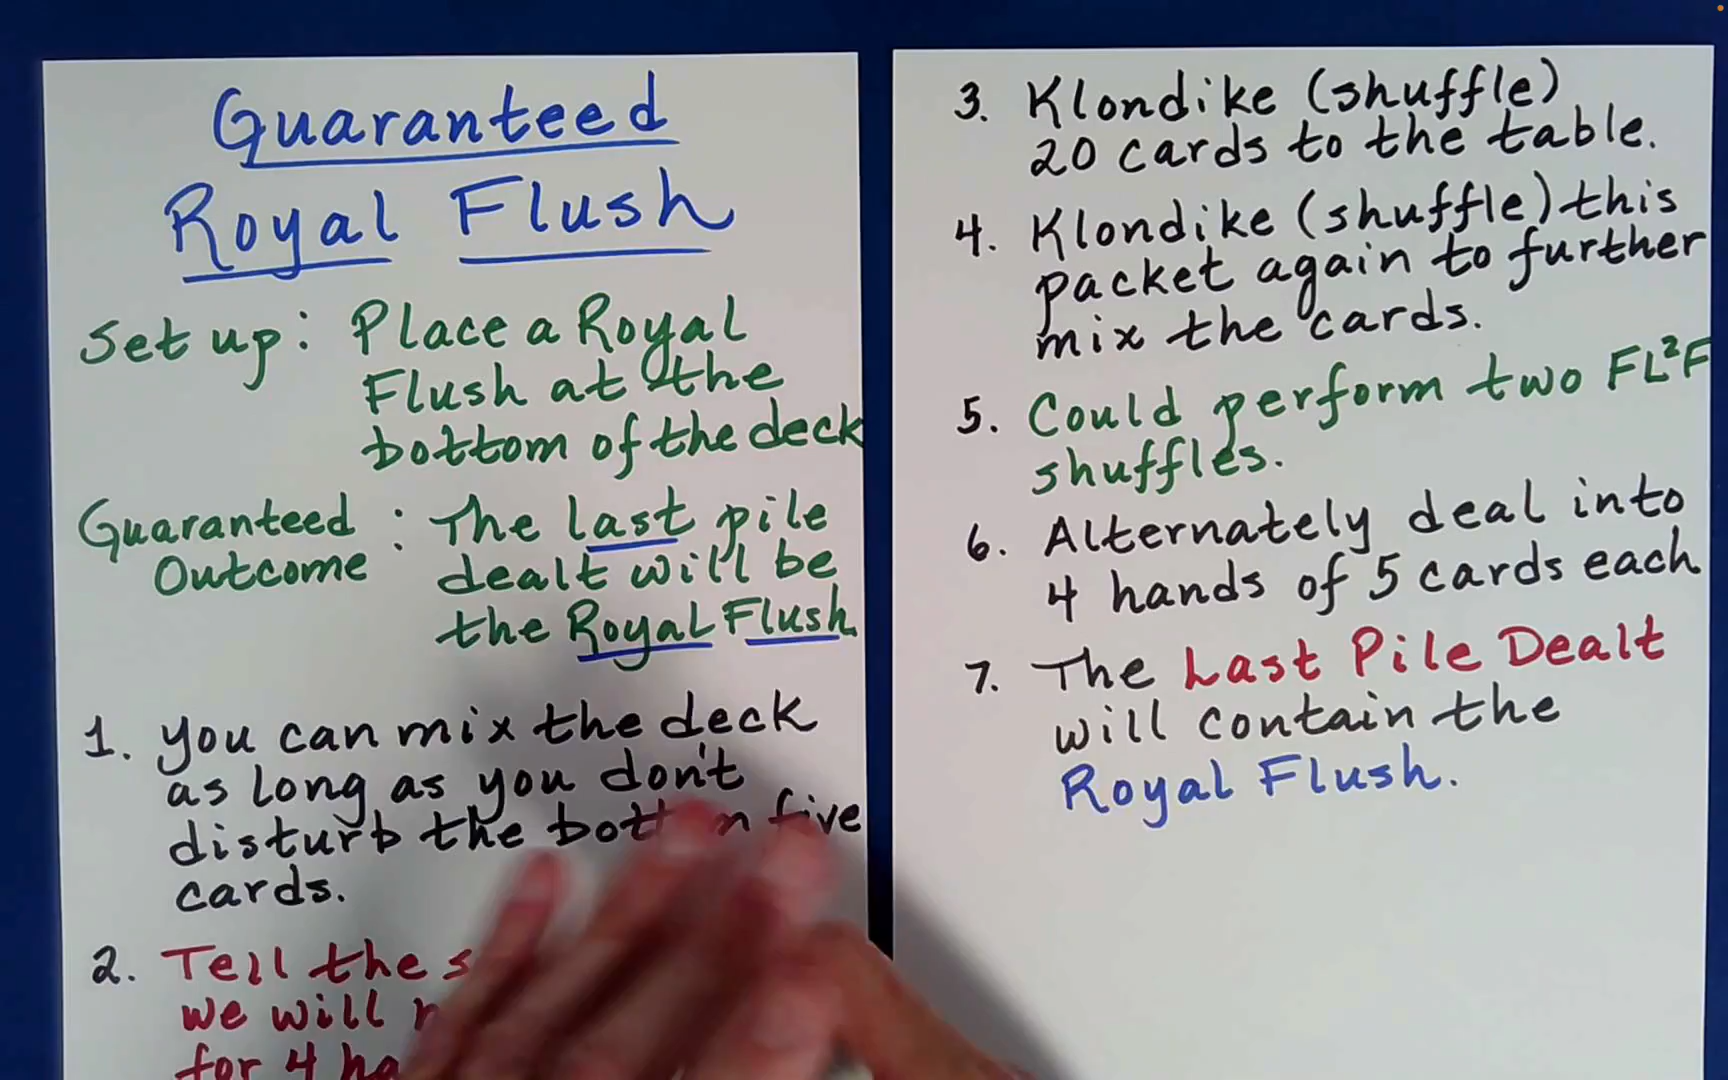 Guaranteed
Royal Flush
Set up: Place a Royal
Flush at the
bottom of the deck
Guaranteed : The last pile
Outcome dealt will be
the Royal Flush.
1. You can mix the deck
as long as you don't
disturb the five
cards.
2. Tell the
we will
for 4
3. Klondike (shuffle)
20 cards to the table.
4. Klondike (shuffle) this
packet again to further
mix the cards.
5. Could perform two FL²F
shuffles.
6. Alternately deal into
4 hands of 5 cards each
7. The Last Pile Dealt
will contain the
Royal Flush.